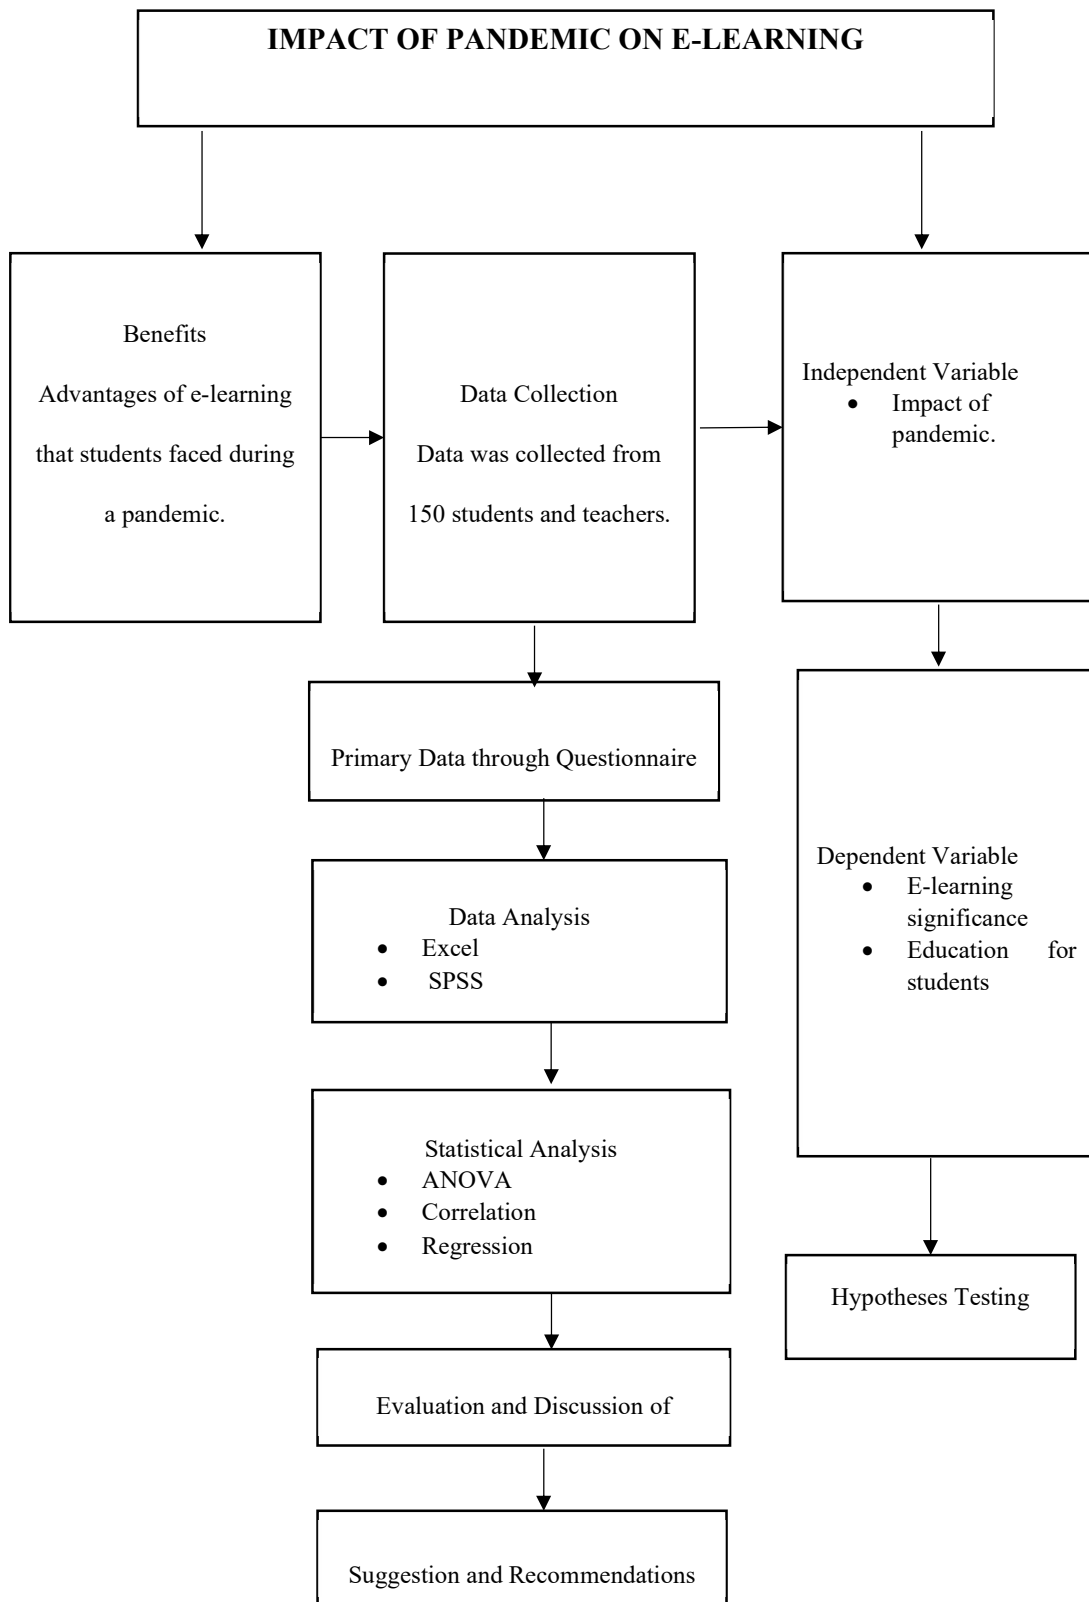 IMPACT OF PANDEMIC ON E-LEARNING
Benefits
Advantages of e-learning
that students faced during
a pandemic.
Data Collection
Data was collected from
150 students and teachers.
Independent Variable
• Impact of
pandemic.
Primary Data through Questionnaire
Data Analysis
• Excel
• SPSS
Statistical Analysis
• ANOVA
• Correlation
• Regression
Evaluation and Discussion of
Suggestion and Recommendations
Dependent Variable
• E-learning
significance
• Education for
students
Hypotheses Testing